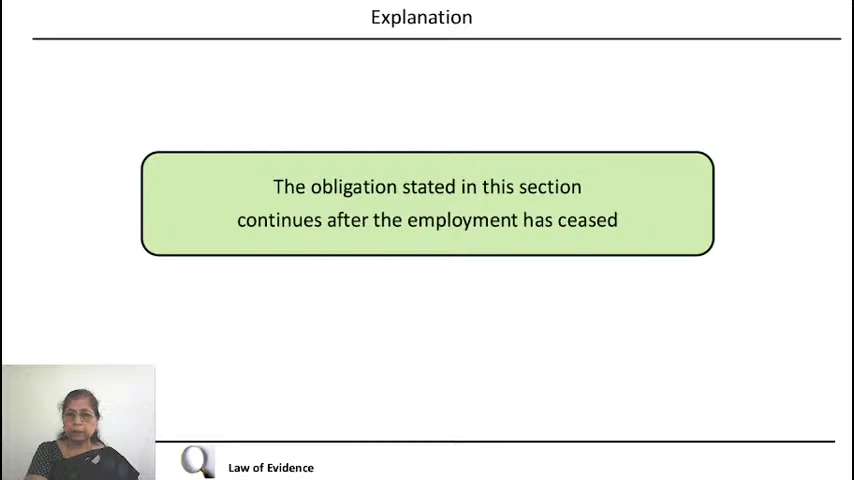 Explanation
The obligation stated in this section
continues after the employment has ceased
Law of Evidence